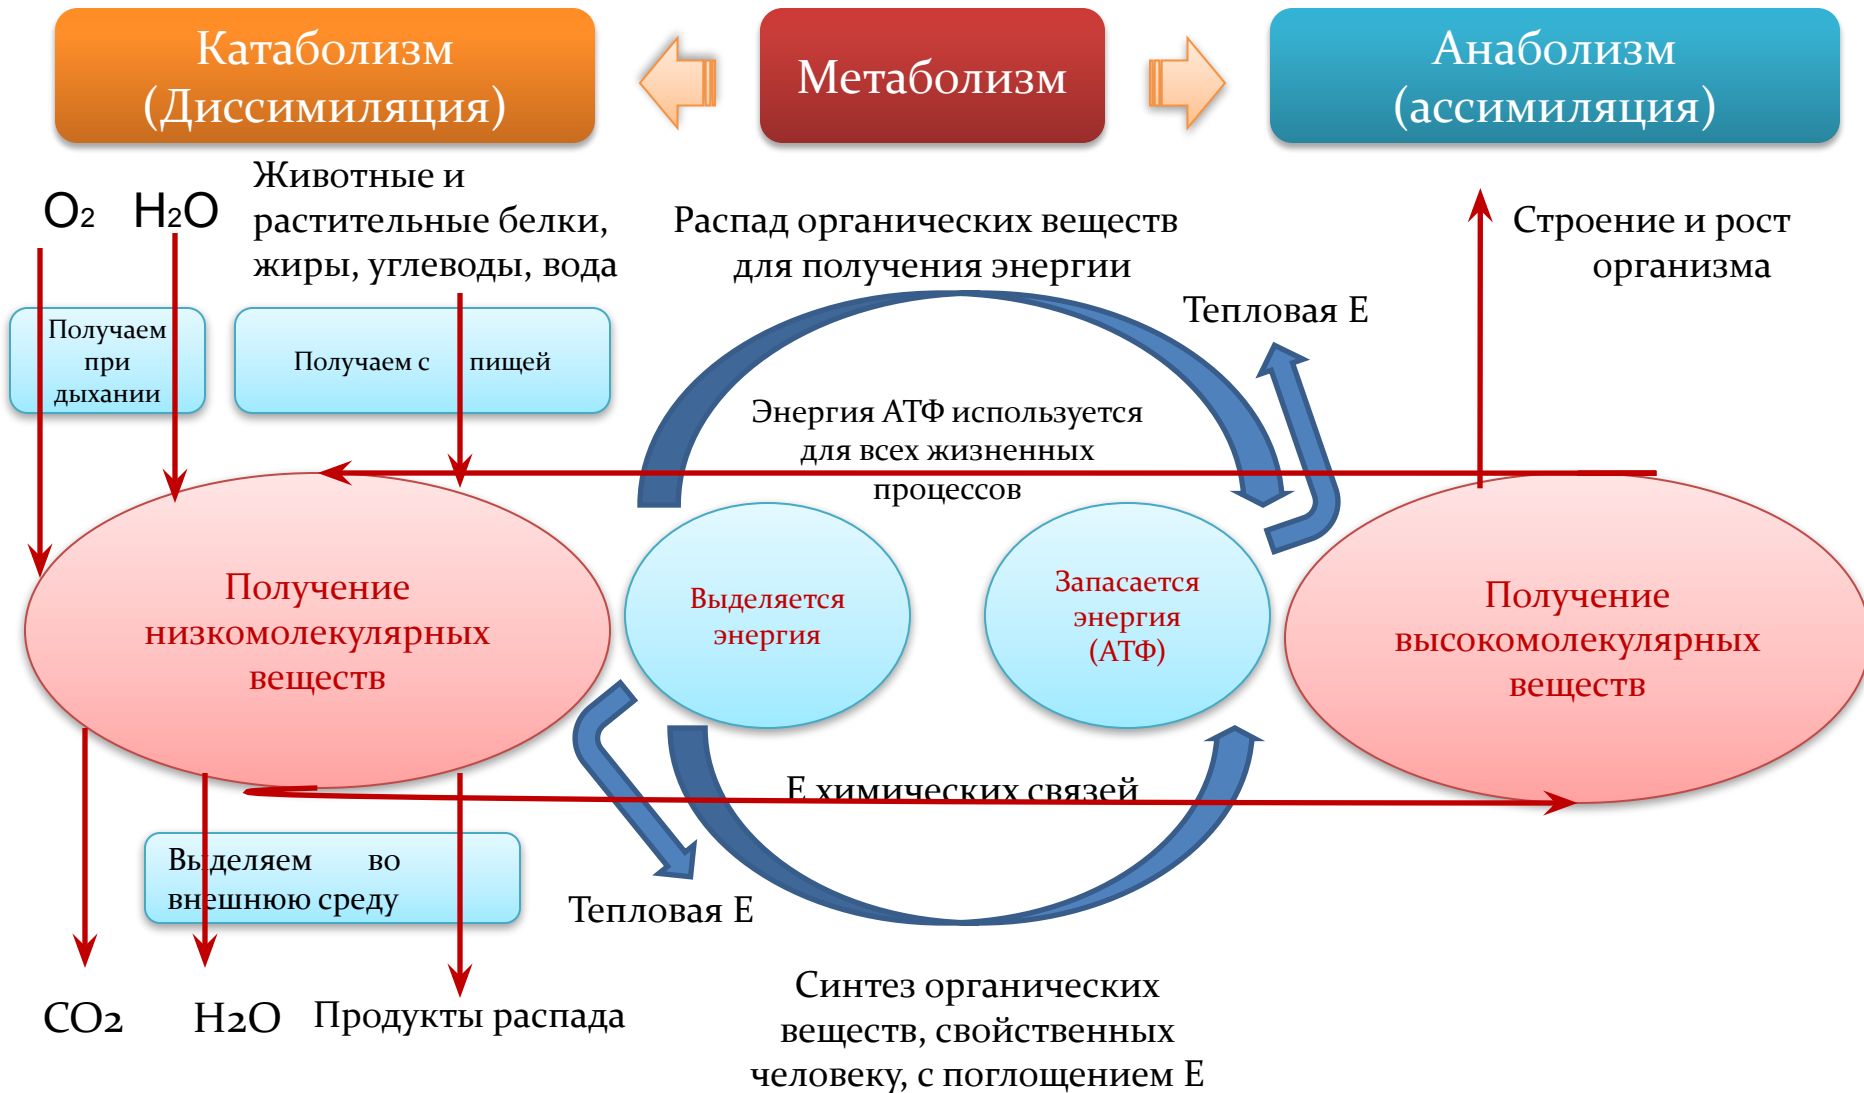 Катаболизм
(Диссимиляция)
Метаболизм
Анаболизм
(ассимиляция)
O2 H2O
Животные и
растительные белки,
жиры, углеводы, вода
Распад органических веществ
для получения энергии
Строение и рост
организма
Тепловая Е
Получаем
при
дыхании
Получаем с пищей
Энергия АТФ используется
для всех жизненных
процессов
Получение
низкомолекулярных
веществ
Выделяется
энергия
Запасается
энергия
(АТФ)
Получение
высокомолекулярных
веществ
Е химических связей
Выделяем во
внешнюю среду
Тепловая Е
СО2 Н2О Продукты распада
Синтез органических
веществ, свойственных
человеку, с поглощением Е